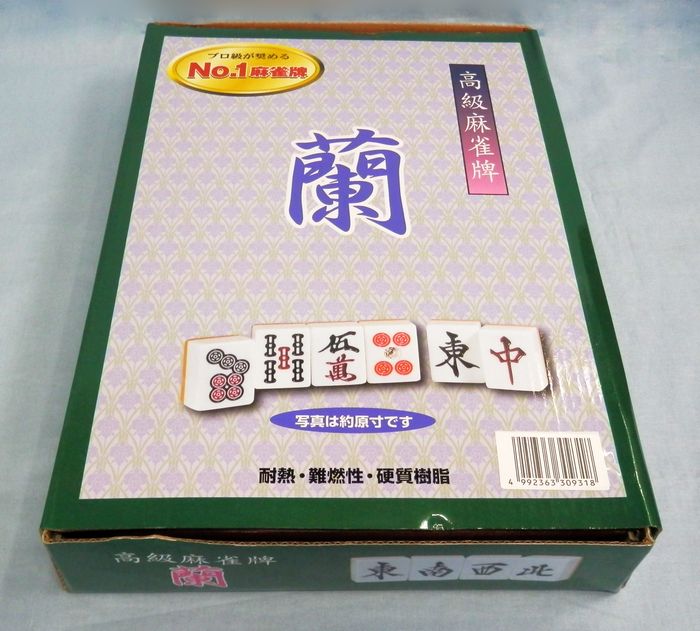 プロ級が奨める
No.1麻雀牌
高級麻雀牌
蘭
伍萬
東
中
写真は約原寸です
耐熱・難燃性・硬質樹脂
4 992363 309318
高級麻雀牌
蘭
東南西北